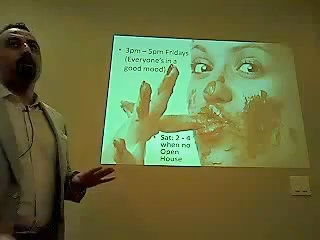 • 3pm – 5pm Fridays
(Everyone's in a
good mood)
• Sat: 2 - 4
when no
Open
House